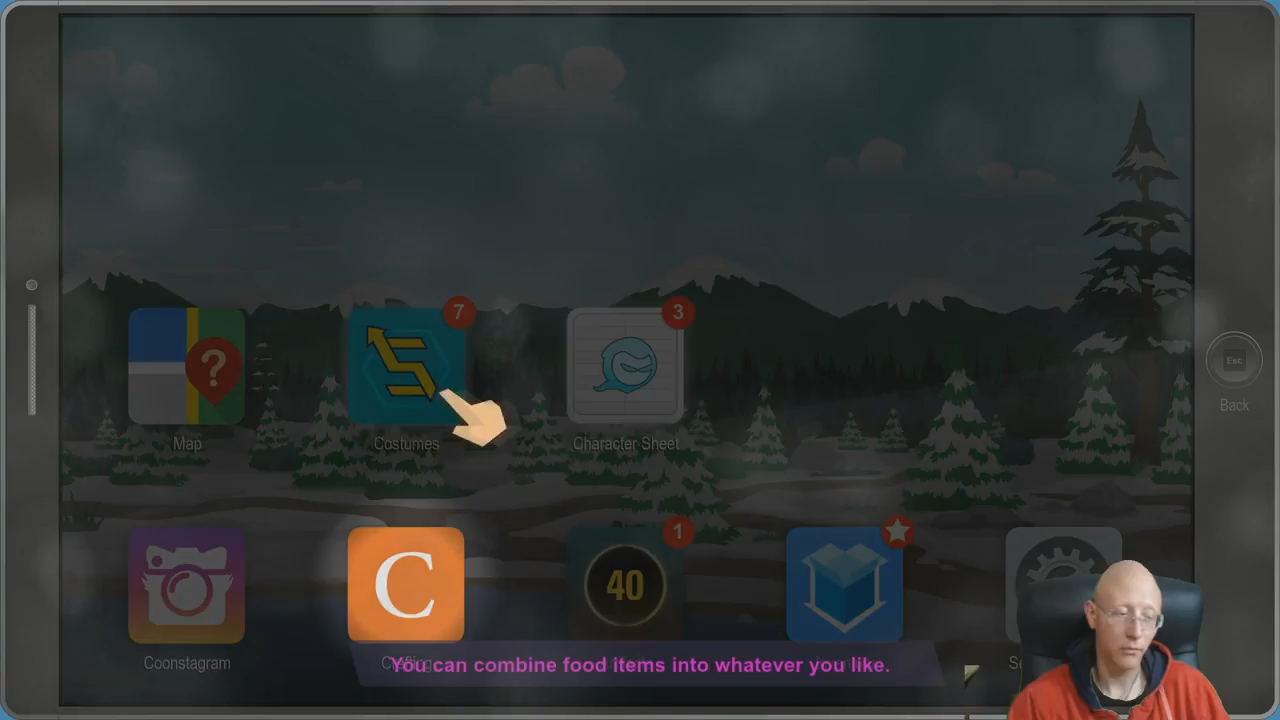 7
3
?
Esc
Back
Map
Costumes
Character Sheet
1
C
40
Coonstagram
You can combine food items into whatever you like.